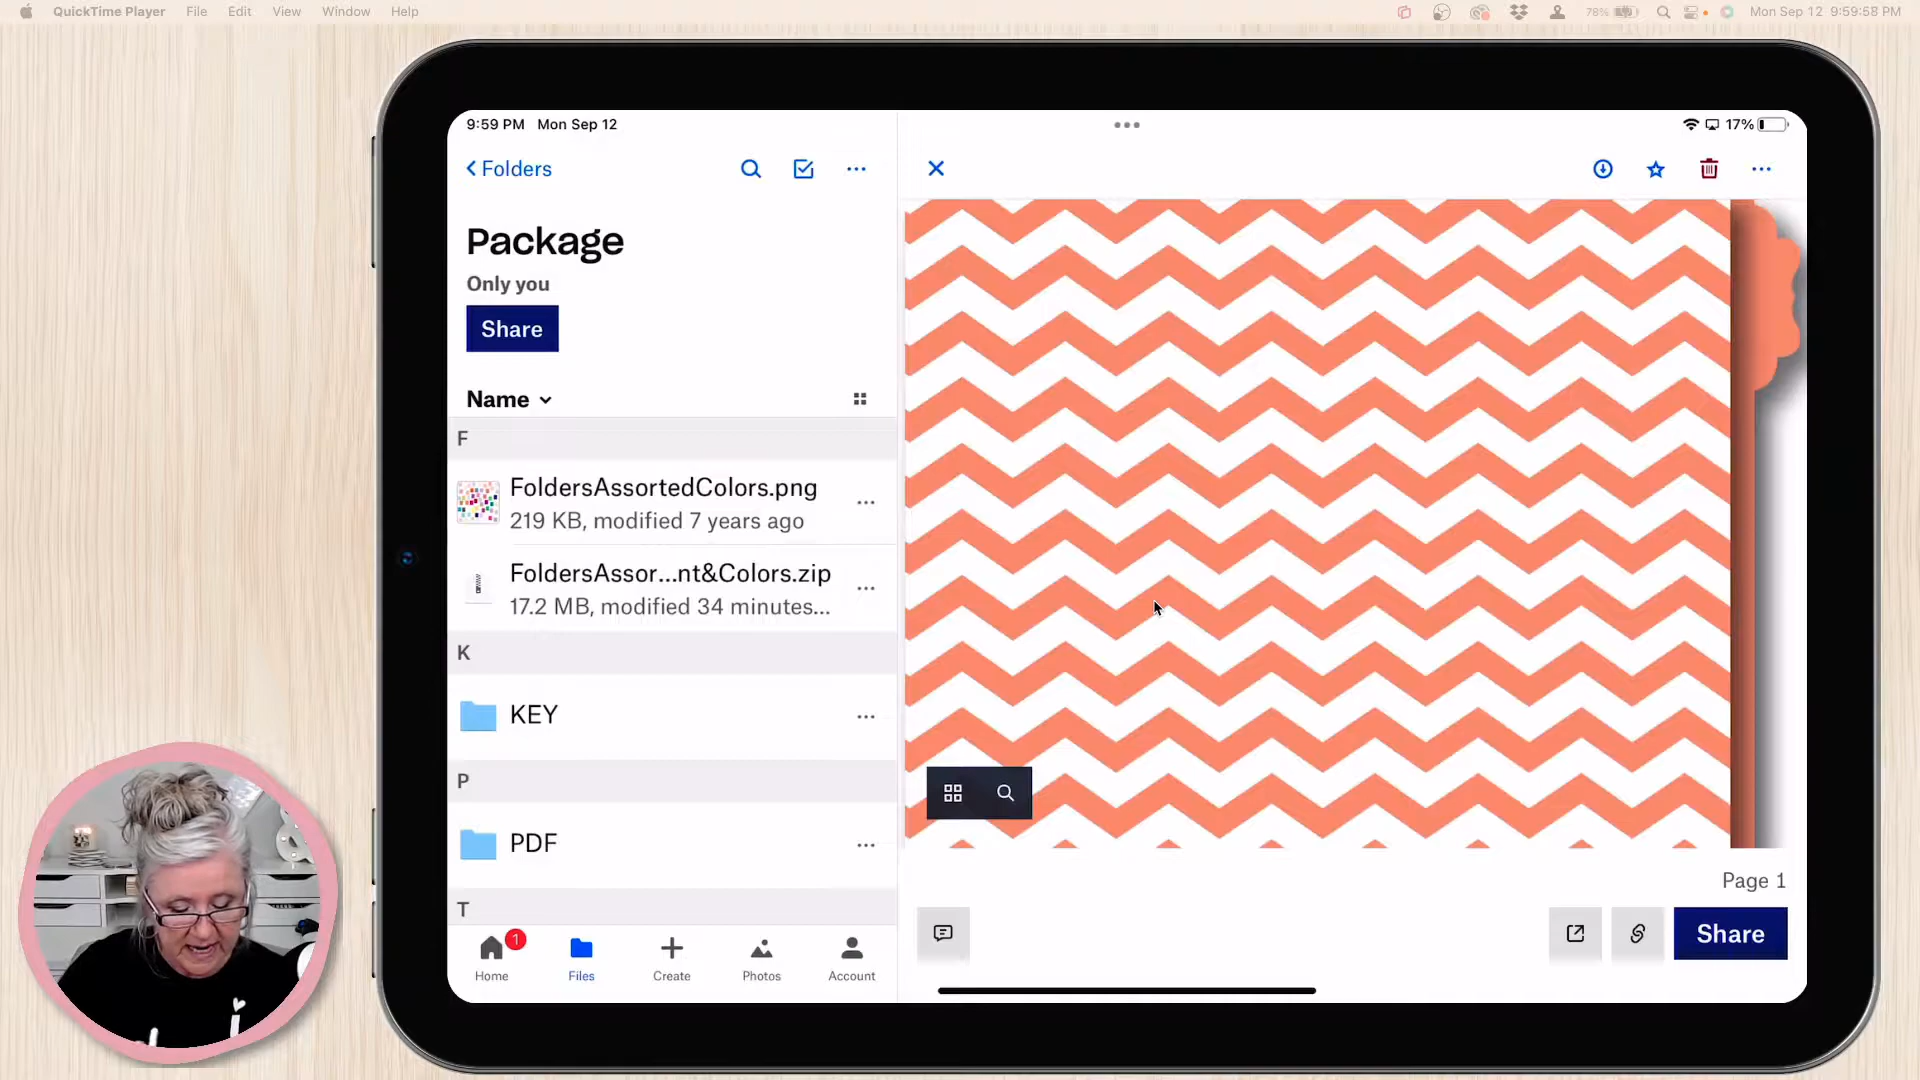 QuickTime Player File Edit View Window Help
78% Mon Sep 12 9:59:58 PM
9:59 PM Mon Sep 12
17%
Folders
Package
Only you
Share
Name
F
FoldersAssortedColors.png
219 KB, modified 7 years ago
FoldersAssor...nt&Colors.zip
17.2 MB, modified 34 minutes...
K
KEY
P
PDF
T
1
Home Files Create Photos Account
Page 1
Share